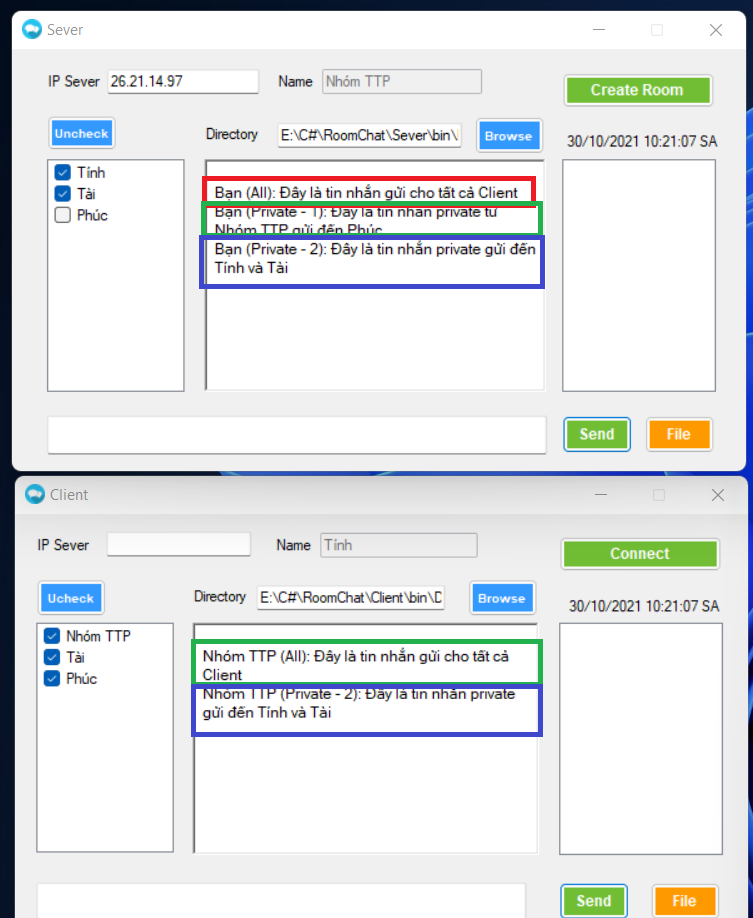 Sever
IP Sever 26.21.14.97 Name Nhóm TTP Create Room
Uncheck Directory E:\C#\RoomChat\Sever\bin\ Browse 30/10/2021 10:21:07 SA
Tính
Tài
Phúc
Bạn (All): Đây là tin nhắn gửi cho tất cả Client
Bạn (Private - 1): Đây là tin nhắn private từ
Nhóm TTP gửi đến Phúc
Bạn (Private - 2): Đây là tin nhắn private gửi đến
Tính và Tài
Send File
Client
IP Sever Name Tính Connect
Ucheck Directory E:\C#\RoomChat\Client\bin\D Browse 30/10/2021 10:21:07 SA
Nhóm TTP
Tài
Phúc
Nhóm TTP (All): Đây là tin nhắn gửi cho tất cả
Client
Nhóm TTP (Private - 2): Đây là tin nhắn private
gửi đến Tính và Tài
Send File